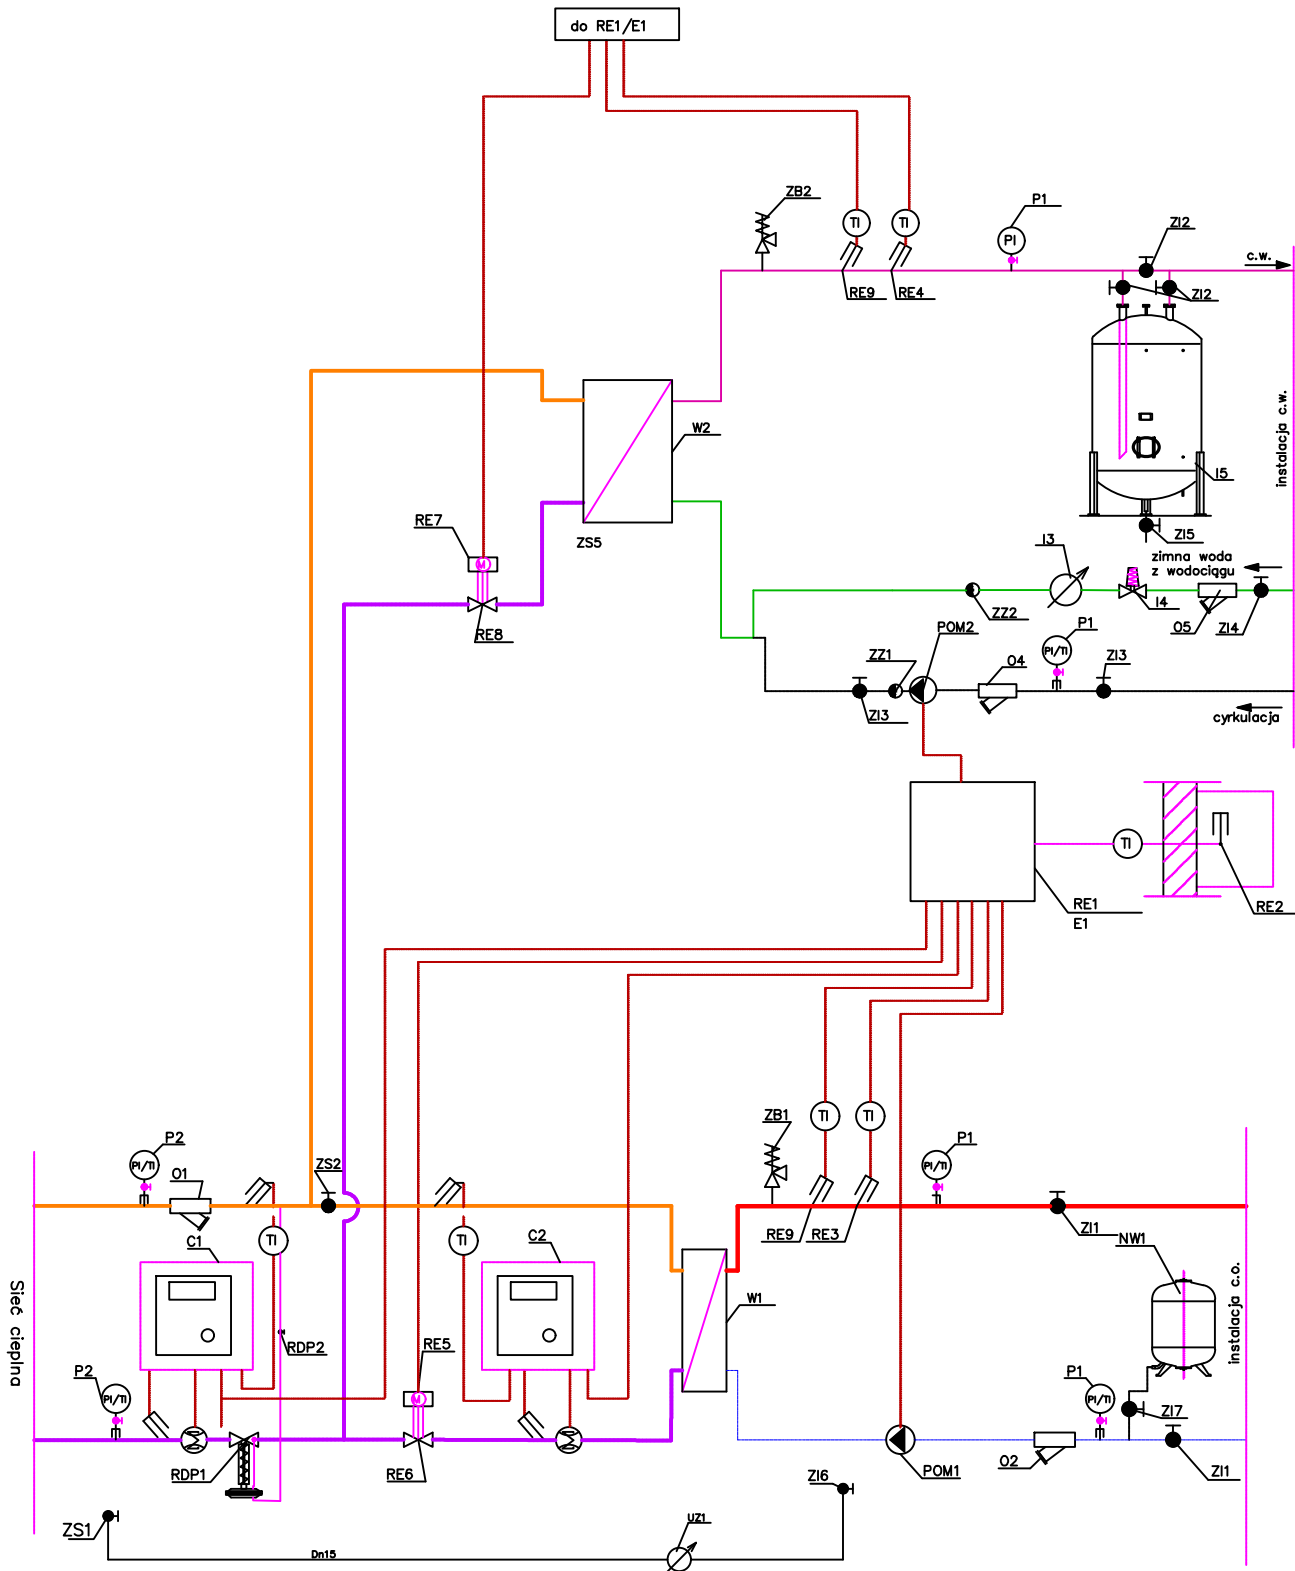 do RE1/E1
ZB2
P1
ZI2
TI
TI
PI
c.w.
RE9
RE4
ZI2
instalacja c.w.
W2
I5
RE7
ZS5
ZI5
I3
zimna woda
z wodociągu
M
ZZ2
I4
O5
ZI4
RE8
POM2
P1
ZZ1
O4
PI/TI
ZI3
ZI3
cyrkulacja
TI
RE1
E1
RE2
ZB1
TI
TI
P2
P1
PI/TI
O1
ZS2
PI/TI
RE9
RE3
ZI1
NW1
C1
TI
TI
C2
Sieć cieplna
instalacja c.o.
W1
RDP2
RE5
P2
P1
PI/TI
M
PI/TI
ZI7
RDP1
RE6
POM1
O2
ZI1
ZI6
ZS1
UZ1
Dn15